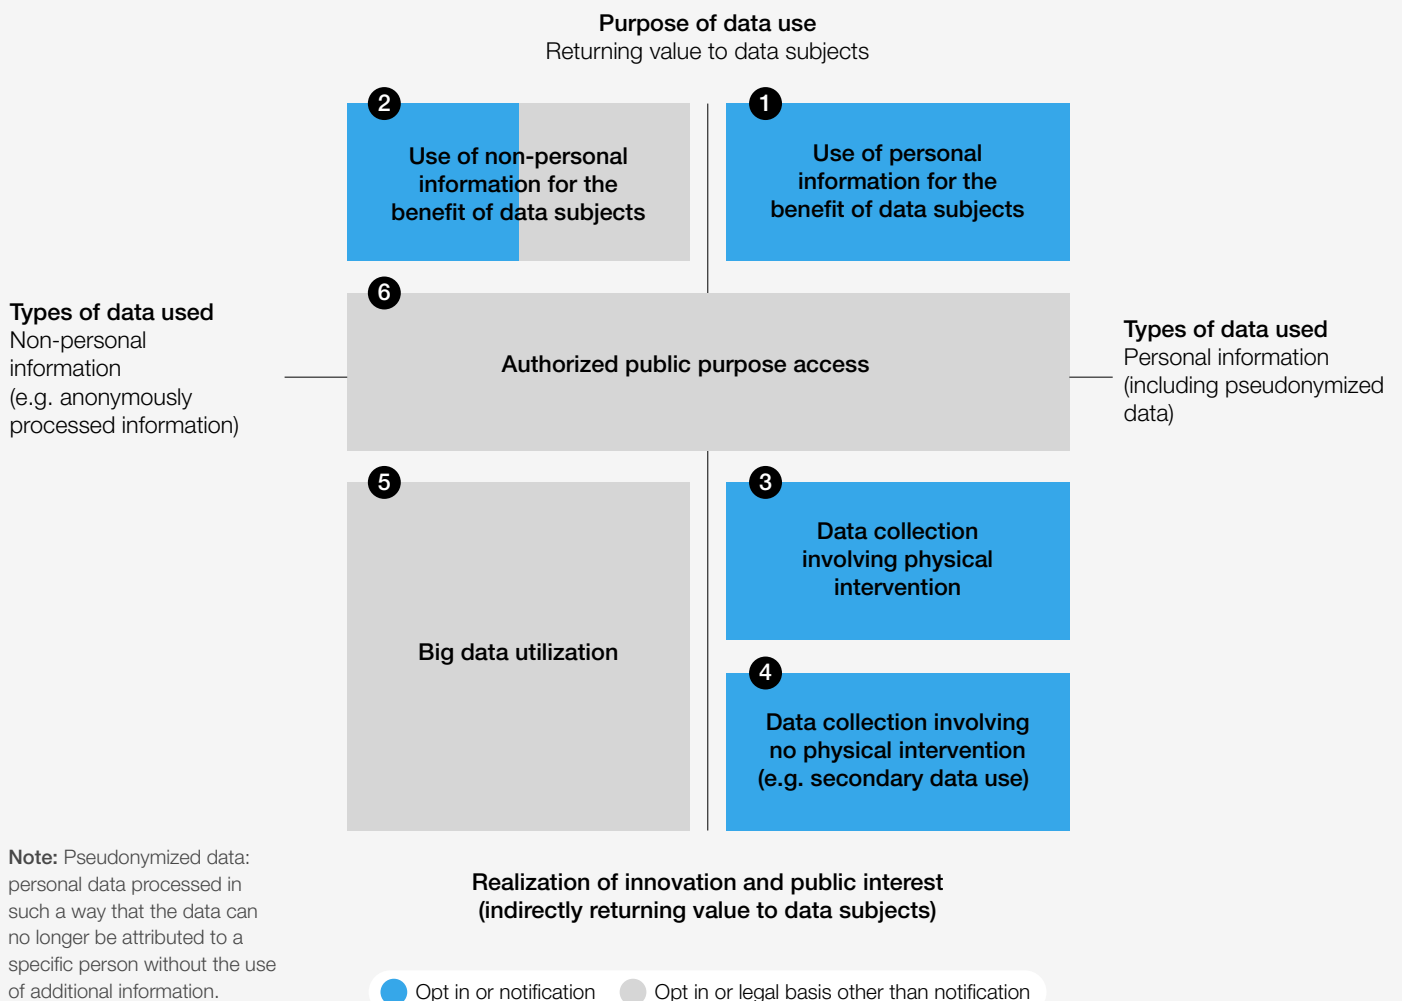 Purpose of data use
Returning value to data subjects
2
Use of non-personal
information for the
benefit of data subjects
1
Use of personal
information for the
benefit of data subjects
6
Authorized public purpose access
Types of data used
Non-personal
information
(e.g. anonymously
processed information)
Types of data used
Personal information
(including pseudonymized
data)
5
Big data utilization
3
Data collection
involving physical
intervention
4
Data collection involving
no physical intervention
(e.g. secondary data use)
Note: Pseudonymized data:
personal data processed in
such a way that the data can
no longer be attributed to a
specific person without the use
of additional information.
Realization of innovation and public interest
(indirectly returning value to data subjects)
Opt in or notification
Opt in or legal basis other than notification